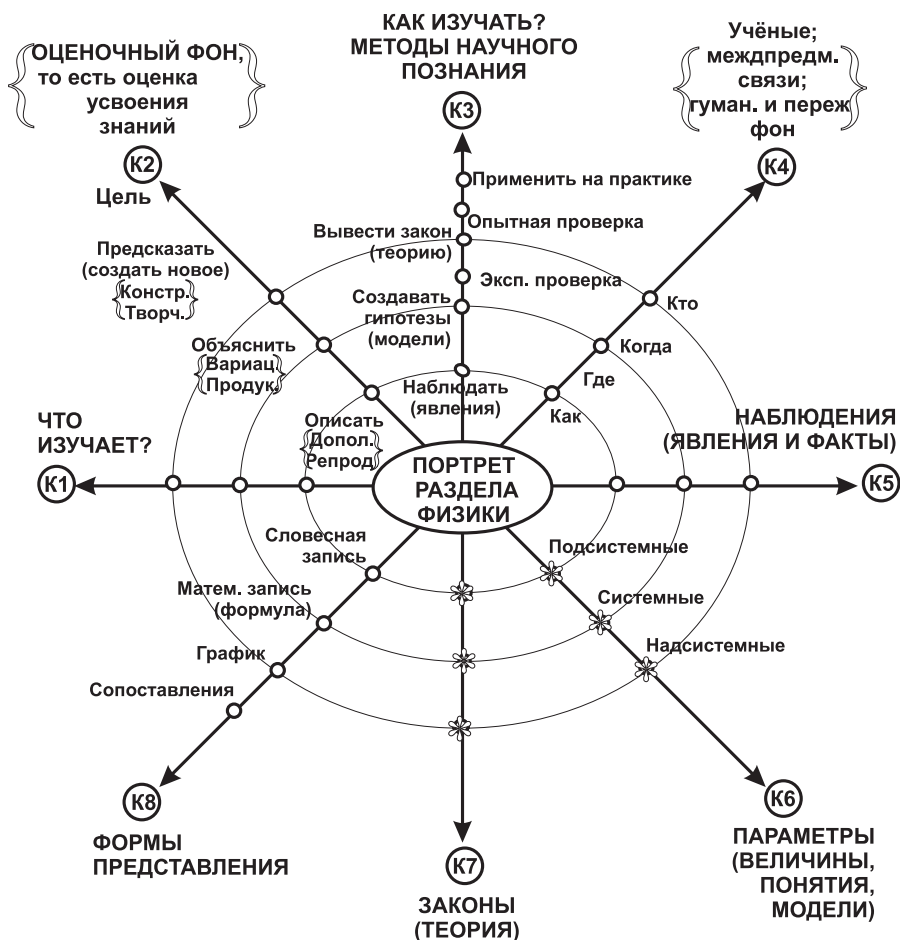 КАК ИЗУЧАТЬ?
МЕТОДЫ НАУЧНОГО
ПОЗНАНИЯ
ОЦЕНОЧНЫЙ ФОН,
то есть оценка
усвоения
знаний
Учёные;
междпредм.
связи;
гуман. и переж
фон
К3
К2
К4
Цель
Применить на практике
Опытная проверка
Вывести закон
(теорию)
Эксп. проверка
Создавать
гипотезы
(модели)
Наблюдать
(явления)
Предсказать
(создать новое)
Констр.
Творч.
Объяснить
Вариац.
Продук.
Описать
Допол.
Репрод.
Кто
Когда
Где
Как
ЧТО
ИЗУЧАЕТ?
К1
НАБЛЮДЕНИЯ
(ЯВЛЕНИЯ И ФАКТЫ)
К5
ПОРТРЕТ
РАЗДЕЛА
ФИЗИКИ
Словесная
запись
Матем. запись
(формула)
График
Сопоставления
Подсистемные
Системные
Надсистемные
К8
ФОРМЫ
ПРЕДСТАВЛЕНИЯ
К7
ЗАКОНЫ
(ТЕОРИЯ)
К6
ПАРАМЕТРЫ
(ВЕЛИЧИНЫ,
ПОНЯТИЯ,
МОДЕЛИ)